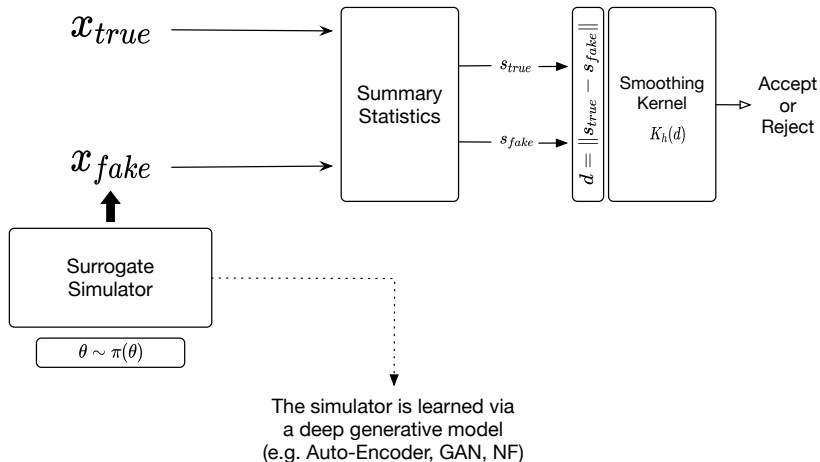 x_true
x_fake
Summary
Statistics
s_true
s_fake
d = ||s_true − s_fake||
Smoothing
Kernel
K_h(d)
Accept
or
Reject
Surrogate
Simulator
θ ∼ π(θ)
The simulator is learned via
a deep generative model
(e.g. Auto-Encoder, GAN, NF)